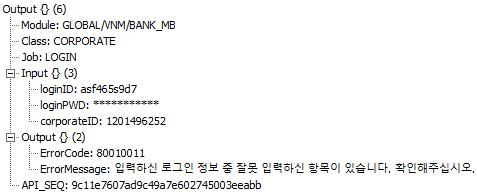 Output {} (6)
Module: GLOBAL/VNM/BANK_MB
Class: CORPORATE
Job: LOGIN
Input {} (3)
loginID: asf465s9d7
loginPWD: ***********
corporateID: 1201496252
Output {} (2)
ErrorCode: 80010011
ErrorMessage: 입력하신 로그인 정보 중 잘못 입력하신 항목이 있습니다. 확인해주십시오.
API_SEQ: 9c11e7607ad9c49a7e602745003eeabb